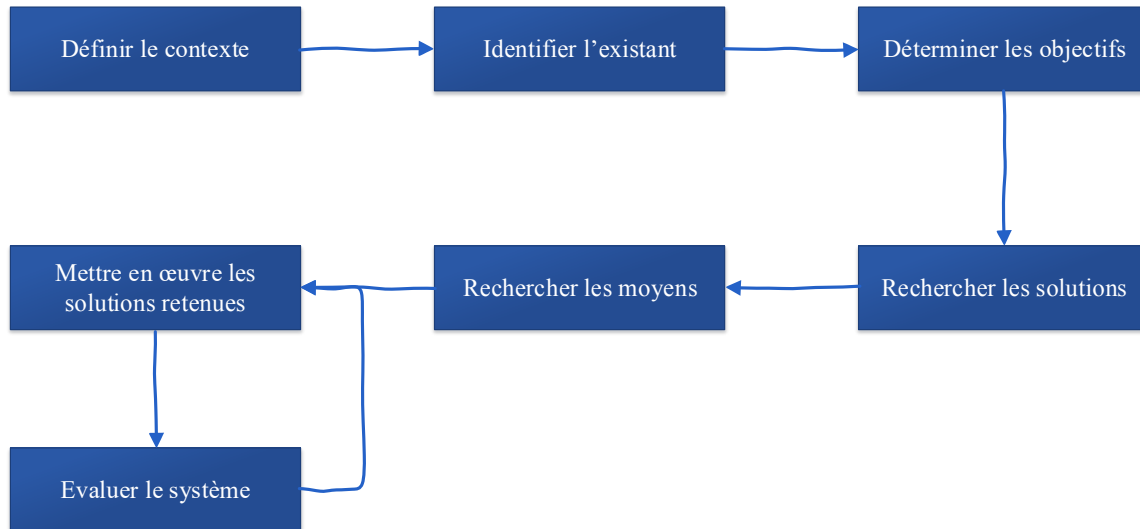 Définir le contexte
Identifier l’existant
Déterminer les objectifs
Rechercher les solutions
Rechercher les moyens
Mettre en œuvre les
solutions retenues
Evaluer le système